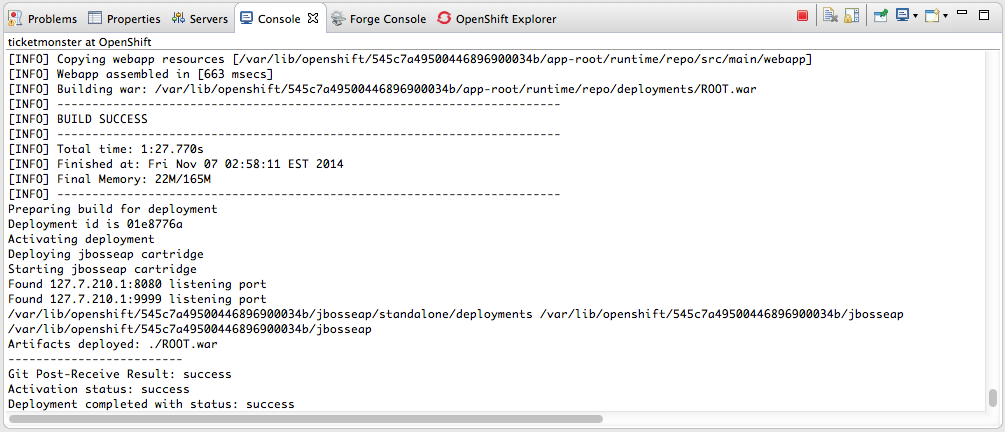 Problems Properties Servers Console Forge Console OpenShift Explorer
ticketmonster at OpenShift
[INFO] Copying webapp resources [/var/lib/openshift/545c7a49500446896900034b/app-root/runtime/repo/src/main/webapp]
[INFO] Webapp assembled in [663 msecs]
[INFO] Building war: /var/lib/openshift/545c7a49500446896900034b/app-root/runtime/repo/deployments/ROOT.war
[INFO] ------------------------------------------------------------------------
[INFO] BUILD SUCCESS
[INFO] ------------------------------------------------------------------------
[INFO] Total time: 1:27.770s
[INFO] Finished at: Fri Nov 07 02:58:11 EST 2014
[INFO] Final Memory: 22M/165M
[INFO] ------------------------------------------------------------------------
Preparing build for deployment
Deployment id is 01e8776a
Activating deployment
Deploying jbosseap cartridge
Starting jbosseap cartridge
Found 127.7.210.1:8080 listening port
Found 127.7.210.1:9999 listening port
/var/lib/openshift/545c7a49500446896900034b/jbosseap/standalone/deployments /var/lib/openshift/545c7a49500446896900034b/jbosseap
/var/lib/openshift/545c7a49500446896900034b/jbosseap
Artifacts deployed: ./ROOT.war
-------------------------
Git Post-Receive Result: success
Activation status: success
Deployment completed with status: success